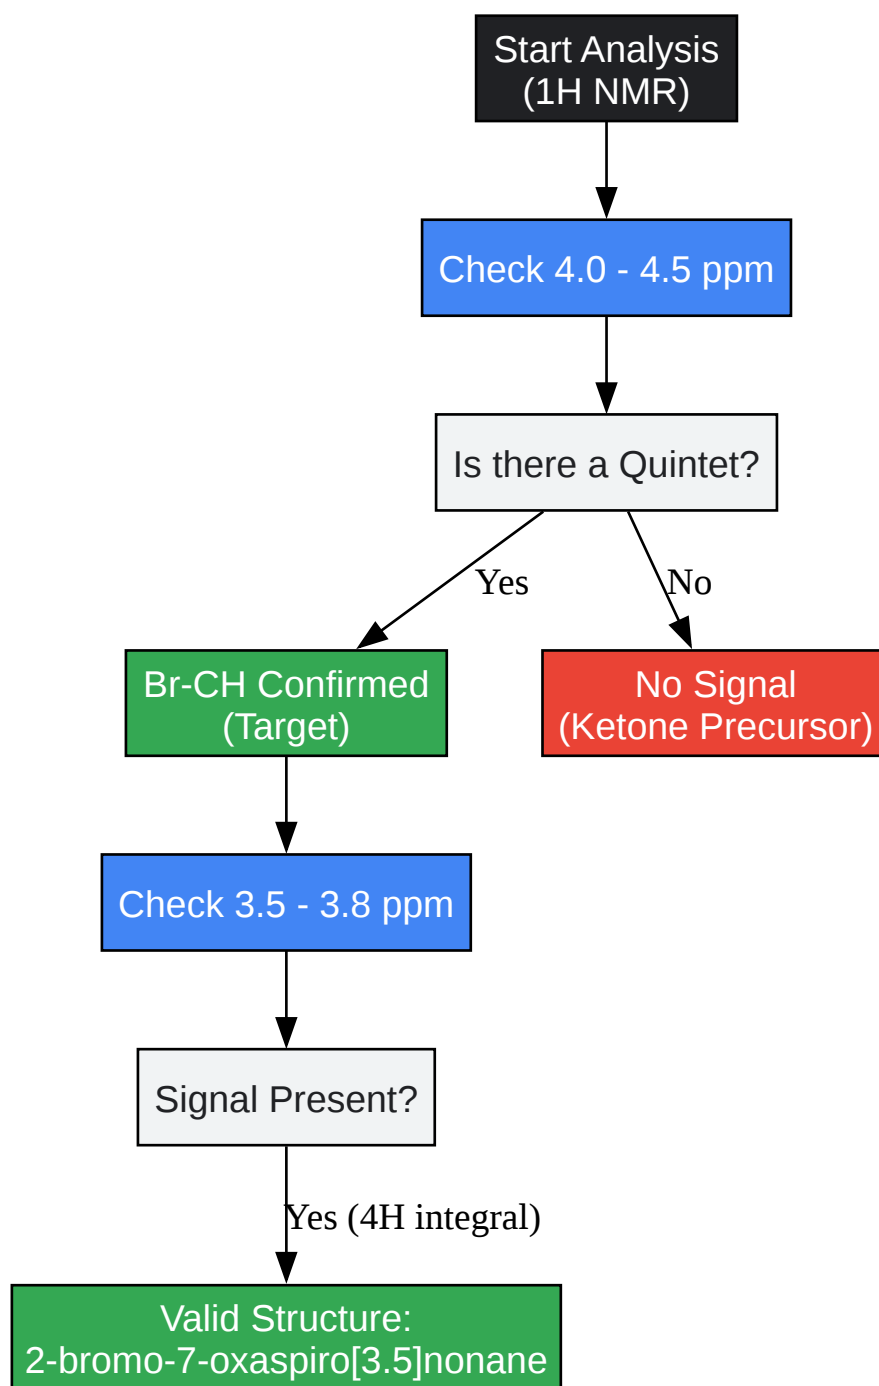 Start Analysis
(1H NMR)
Check 4.0 - 4.5 ppm
Is there a Quintet?
Yes
No
Br-CH Confirmed
(Target)
No Signal
(Ketone Precursor)
Check 3.5 - 3.8 ppm
Signal Present?
Yes (4H integral)
Valid Structure:
2-bromo-7-oxaspiro[3.5]nonane